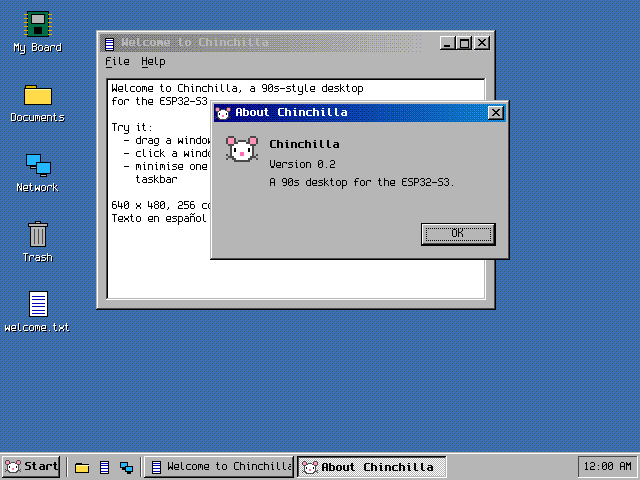 My Board
Documents
Network
Trash
welcome.txt
Welcome to Chinchilla
File Help
Welcome to Chinchilla, a 90s-style desktop
for the ESP32-S3
Try it:
- drag a window
- click a windo
- minimise one
taskbar
640 x 480, 256 co
Texto en español
About Chinchilla
Chinchilla
Version 0.2
A 90s desktop for the ESP32-S3.
OK
Start
Welcome to Chinchilla
About Chinchilla
12:00 AM